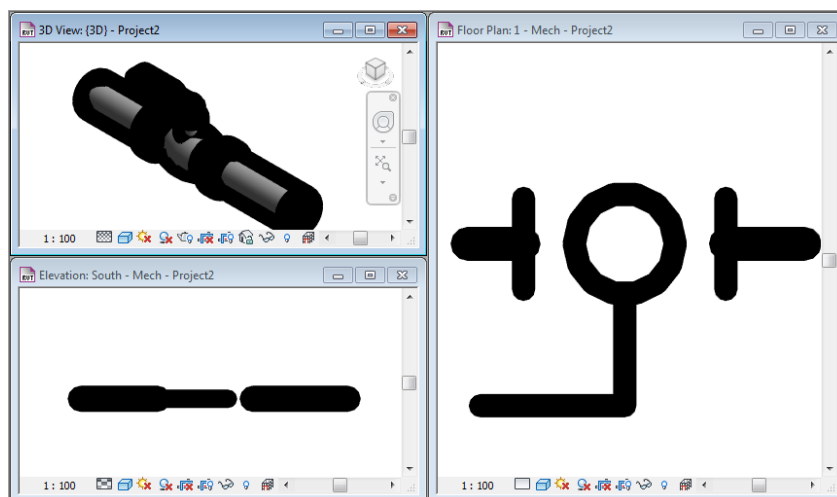 3D View: {3D} - Project2
1 : 100
Elevation: South - Mech - Project2
1 : 100
Floor Plan: 1 - Mech - Project2
1 : 100